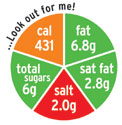 ...Look out for me!
cal
431
fat
6.8g
total
sugars
6g
sat fat
2.8g
salt
2.0g